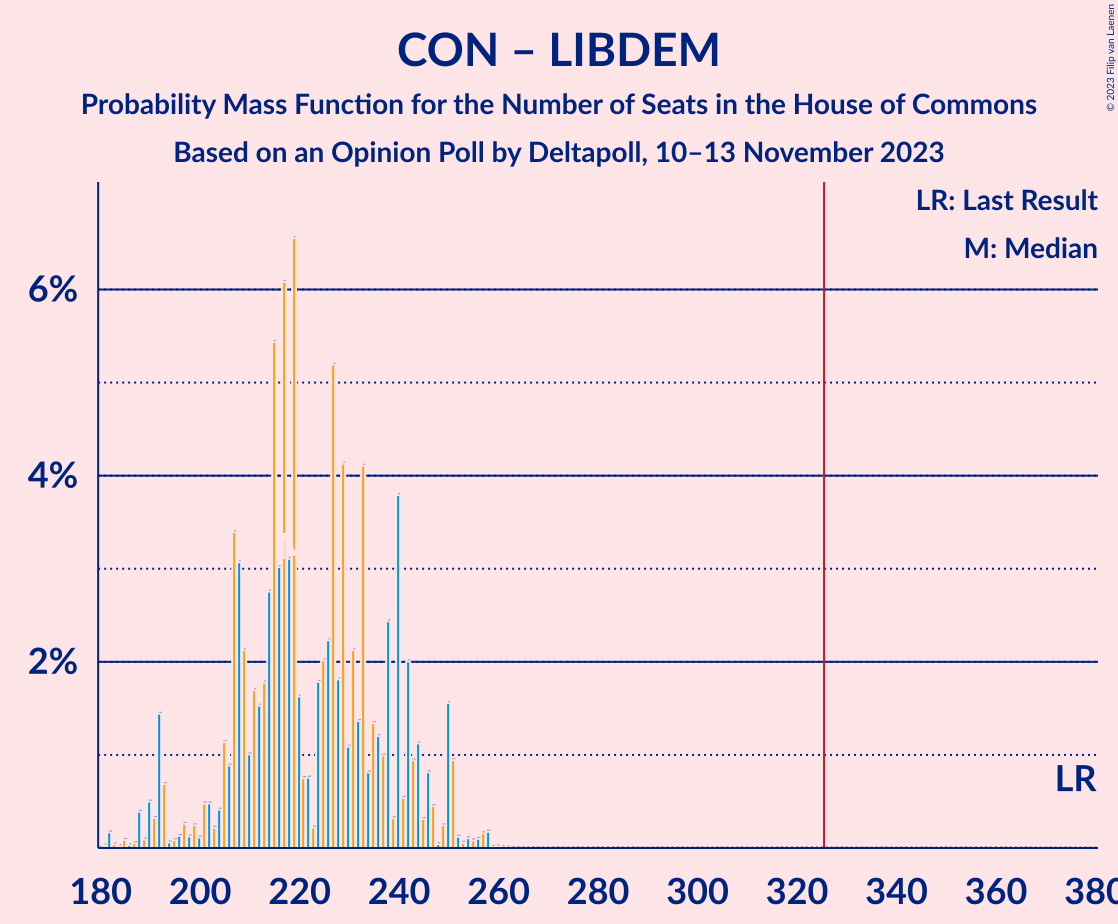 CON – LIBDEM
Probability Mass Function for the Number of Seats in the House of Commons
Based on an Opinion Poll by Deltapoll, 10–13 November 2023
© 2023 Filip van Laenen
LR: Last Result
M: Median
6%
4%
2%
LR
180 200 220 240 260 280 300 320 340 360 380